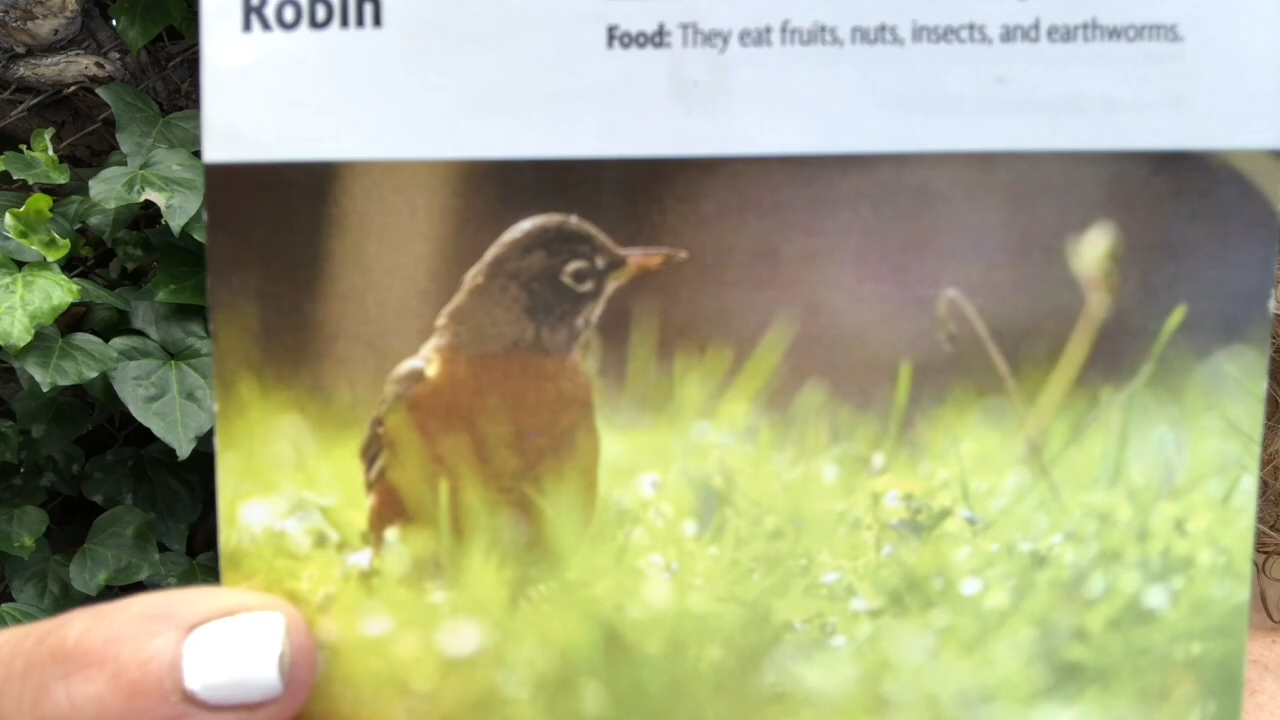 Robin
Food: They eat fruits, nuts, insects, and earthworms.